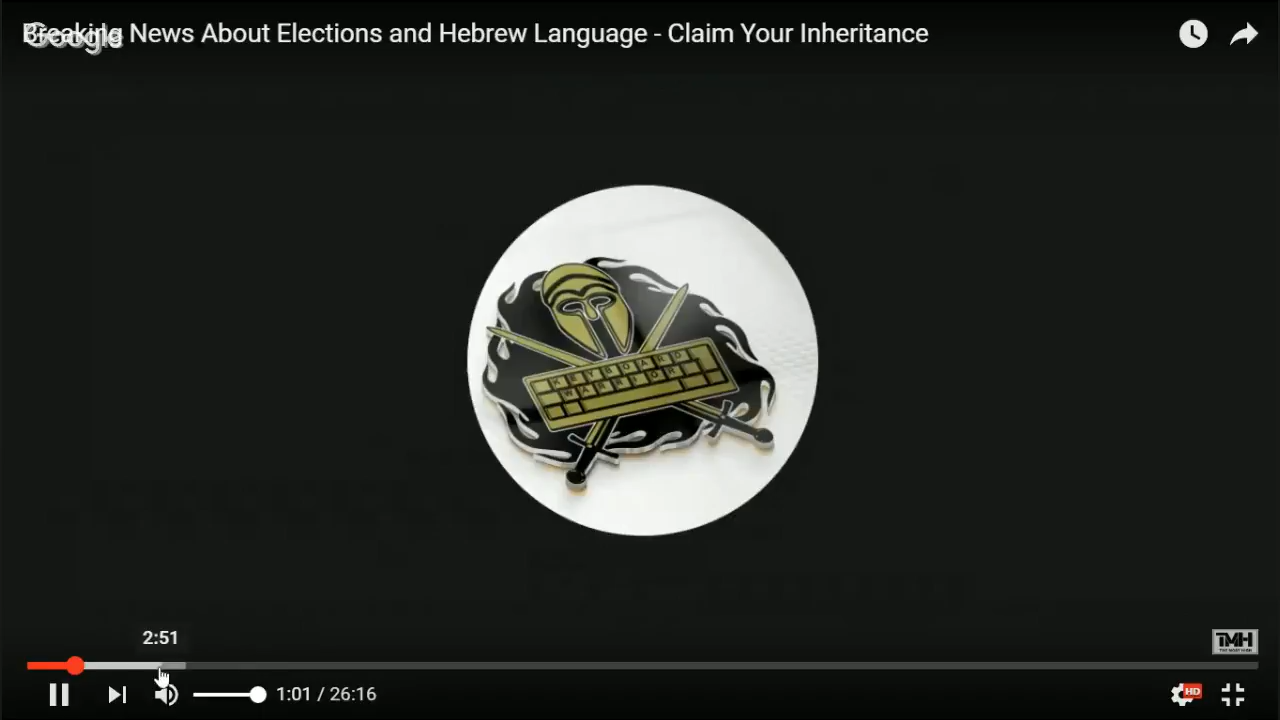 Breaking News About Elections and Hebrew Language - Claim Your Inheritance
Google
KEYBOARD
WARRIOR
2:51
TMH
1:01 / 26:16
HD